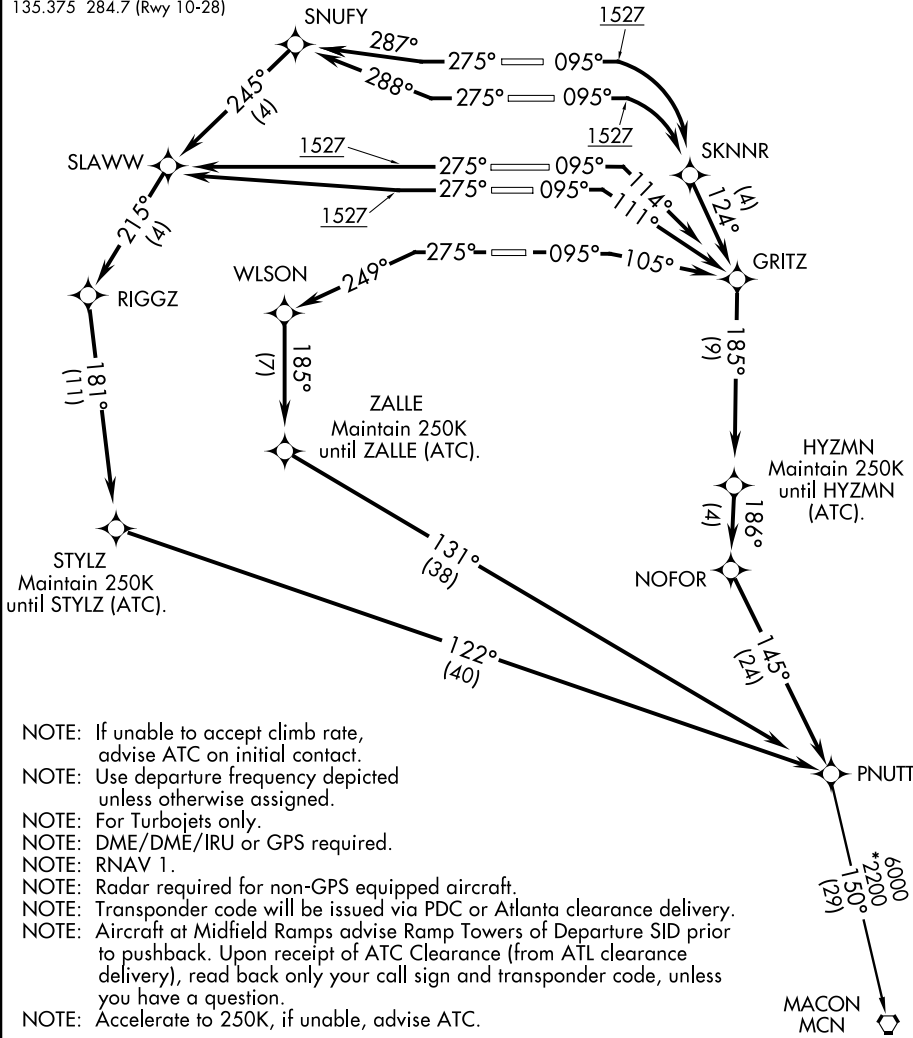 135.375 284.7 (Rwy 10-28)
SNUFY
1527
287°
275°
095°
288°
275°
095°
245°
(4)
1527
SKNNR
SLAWW
1527
275°
095°
114°
(4)
124°
275°
095°
111°
1527
215°
(4)
WLSON
249°
275°
095°
105°
GRITZ
RIGGZ
185°
(9)
185°
(7)
181°
(11)
ZALLE
Maintain 250K
until ZALLE (ATC).
HYZMN
Maintain 250K
until HYZMN
(ATC).
186°
(4)
STYLZ
Maintain 250K
until STYLZ (ATC).
131°
(38)
NOFOR
122°
(40)
145°
(24)
PNUTT
NOTE: If unable to accept climb rate,
advise ATC on initial contact.
NOTE: Use departure frequency depicted
unless otherwise assigned.
NOTE: For Turbojets only.
NOTE: DME/DME/IRU or GPS required.
NOTE: RNAV 1.
NOTE: Radar required for non-GPS equipped aircraft.
NOTE: Transponder code will be issued via PDC or Atlanta clearance delivery.
NOTE: Aircraft at Midfield Ramps advise Ramp Towers of Departure SID prior
to pushback. Upon receipt of ATC Clearance (from ATL clearance
delivery), read back only your call sign and transponder code, unless
you have a question.
NOTE: Accelerate to 250K, if unable, advise ATC.
6000
*2200
150°
(29)
MACON
MCN